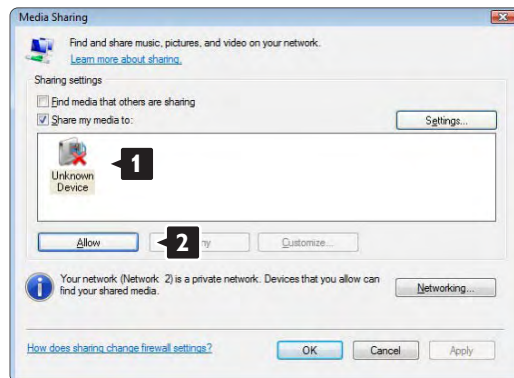 Media Sharing
Find and share music, pictures, and video on your network.
Learn more about sharing.
Sharing settings
Find media that others are sharing
Share my media to:
Settings...
Unknown
Device
1
Allow
2
Customize...
Your network (Network 2) is a private network. Devices that you allow can
find your shared media.
Networking...
How does sharing change firewall settings?
OK
Cancel
Apply